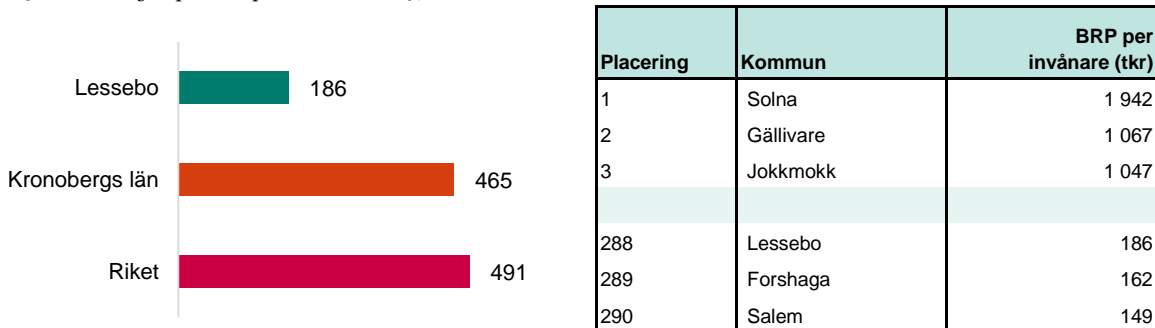 Lessebo 186
Kronobergs län 465
Riket 491
Placering Kommun BRP per invånare (tkr)
1 Solna 1 942
2 Gällivare 1 067
3 Jokkmokk 1 047
288 Lessebo 186
289 Forshaga 162
290 Salem 149